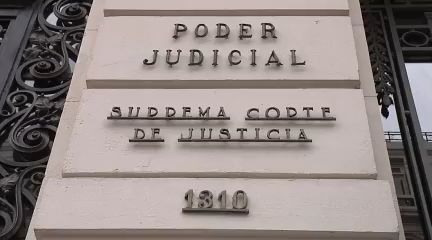 PODER
JUDICIAL
SUPREMA CORTE
DE JUSTICIA
1310